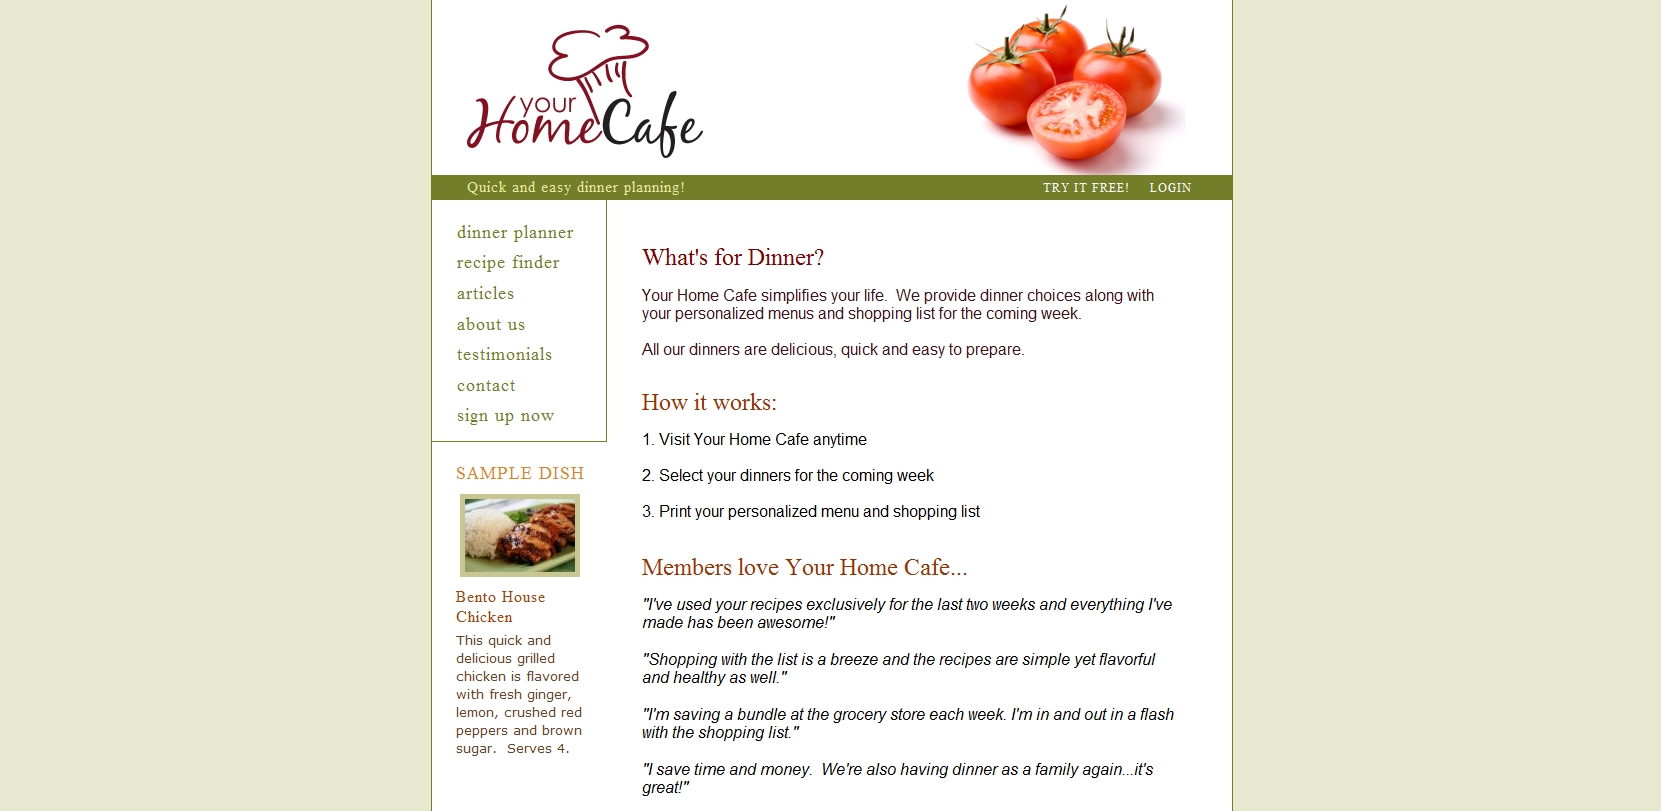 your
HomeCafe
Quick and easy dinner planning!
TRY IT FREE! LOGIN
dinner planner
recipe finder
articles
about us
testimonials
contact
sign up now
SAMPLE DISH
Bento House
Chicken
This quick and
delicious grilled
chicken is flavored
with fresh ginger,
lemon, crushed red
peppers and brown
sugar.  Serves 4.
What's for Dinner?
Your Home Cafe simplifies your life.  We provide dinner choices along with
your personalized menus and shopping list for the coming week.
All our dinners are delicious, quick and easy to prepare.
How it works:
1. Visit Your Home Cafe anytime
2. Select your dinners for the coming week
3. Print your personalized menu and shopping list
Members love Your Home Cafe...
"I've used your recipes exclusively for the last two weeks and everything I've
made has been awesome!"
"Shopping with the list is a breeze and the recipes are simple yet flavorful
and healthy as well."
"I'm saving a bundle at the grocery store each week. I'm in and out in a flash
with the shopping list."
"I save time and money.  We're also having dinner as a family again...it's
great!"